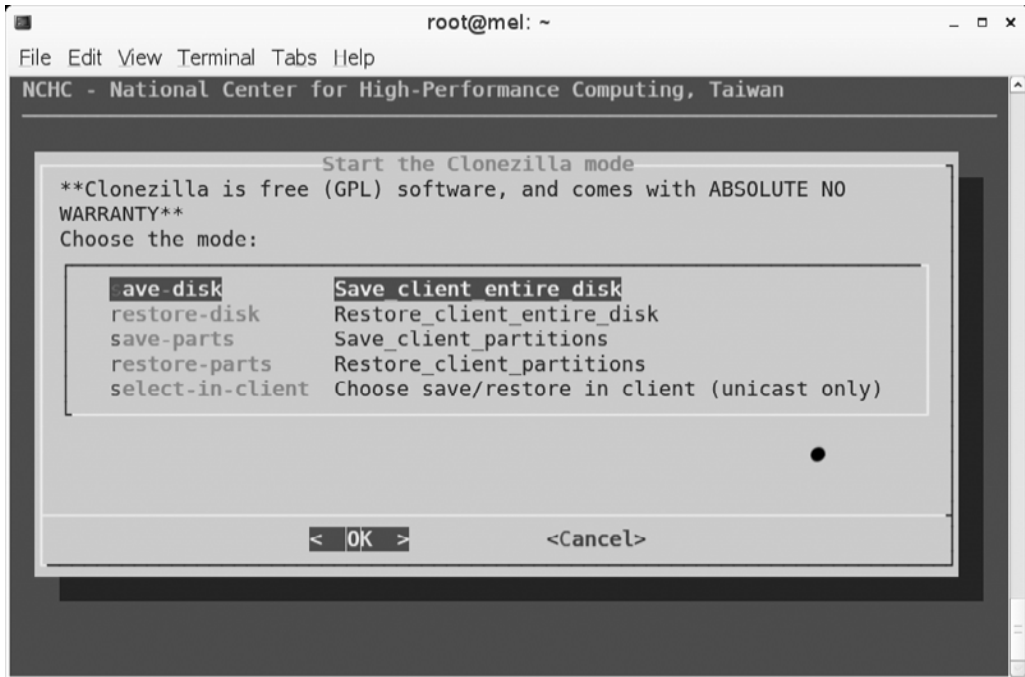 root@mel: ~
File Edit View Terminal Tabs Help
NCHC - National Center for High-Performance Computing, Taiwan
Start the Clonezilla mode
**Clonezilla is free (GPL) software, and comes with ABSOLUTE NO
WARRANTY**
Choose the mode:
save-disk Save_client_entire_disk
restore-disk Restore_client_entire_disk
save-parts Save_client_partitions
restore-parts Restore_client_partitions
select-in-client Choose save/restore in client (unicast only)
< OK > <Cancel>